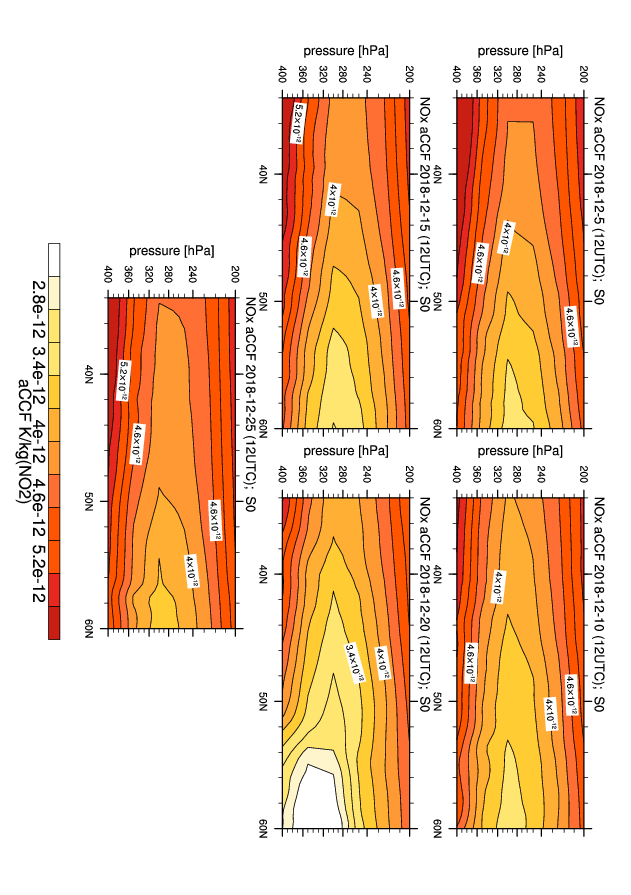 NOx aCCF 2018-12-5 (12UTC); S0
pressure [hPa]
200
240
280
320
360
400
4.6×10⁻¹²
4×10⁻¹²
4.6×10⁻¹²
40N 50N 60N
NOx aCCF 2018-12-10 (12UTC); S0
pressure [hPa]
200
240
280
320
360
400
4.6×10⁻¹²
4×10⁻¹²
4×10⁻¹²
4.6×10⁻¹²
40N 50N 60N
NOx aCCF 2018-12-15 (12UTC); S0
pressure [hPa]
200
240
280
320
360
400
4.6×10⁻¹²
4×10⁻¹²
4×10⁻¹²
4.6×10⁻¹²
5.2×10⁻¹²
40N 50N 60N
NOx aCCF 2018-12-20 (12UTC); S0
pressure [hPa]
200
240
280
320
360
400
4×10⁻¹²
3.4×10⁻¹²
40N 50N 60N
NOx aCCF 2018-12-25 (12UTC); S0
pressure [hPa]
200
240
280
320
360
400
4.6×10⁻¹²
4×10⁻¹²
4.6×10⁻¹²
5.2×10⁻¹²
40N 50N 60N
2.8e-12 3.4e-12 4e-12 4.6e-12 5.2e-12
aCCF K/kg(NO2)